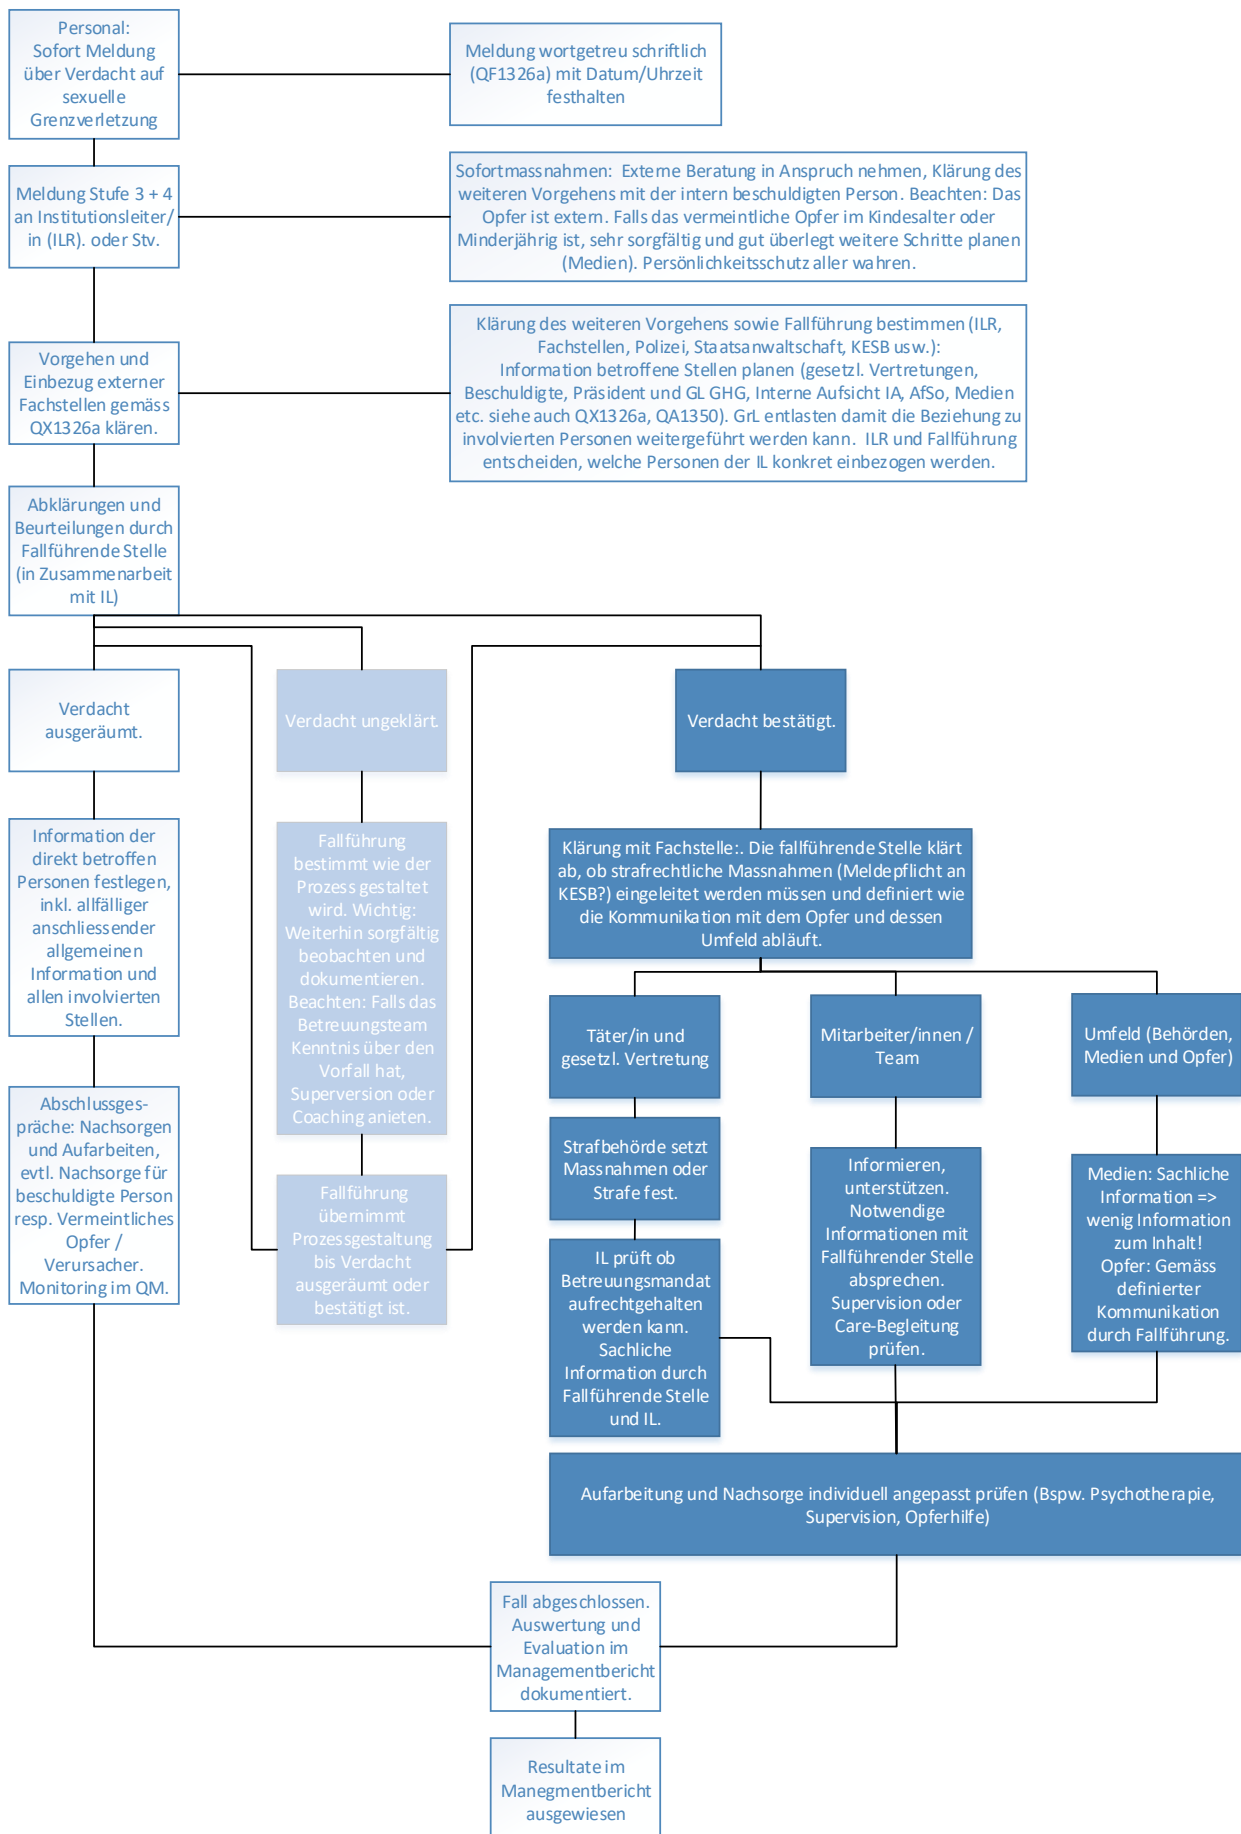 Personal:
Sofort Meldung
über Verdacht auf
sexuelle
Grenzverletzung
Meldung wortgetreu schriftlich
(QF1326a) mit Datum/Uhrzeit
festhalten
Meldung Stufe 3 + 4
an Institutionsleiter/
in (ILR). oder Stv.
Sofortmassnahmen: Externe Beratung in Anspruch nehmen, Klärung des
weiteren Vorgehens mit der intern beschuldigten Person. Beachten: Das
Opfer ist extern. Falls das vermeintliche Opfer im Kindesalter oder
Minderjährig ist, sehr sorgfältig und gut überlegt weitere Schritte planen
(Medien). Persönlichkeitsschutz aller wahren.
Vorgehen und
Einbezug externer
Fachstellen gemäss
QX1326a klären.
Klärung des weiteren Vorgehens sowie Fallführung bestimmen (ILR,
Fachstellen, Polizei, Staatsanwaltschaft, KESB usw.):
Information betroffene Stellen planen (gesetzl. Vertretungen,
Beschuldigte, Präsident und GL GHG, Interne Aufsicht IA, AfSo, Medien
etc. siehe auch QX1326a, QA1350). GrL entlasten damit die Beziehung zu
involvierten Personen weitergeführt werden kann. ILR und Fallführung
entscheiden, welche Personen der IL konkret einbezogen werden.
Abklärungen und
Beurteilungen durch
Fallführende Stelle
(in Zusammenarbeit
mit IL)
Verdacht
ausgeräumt.
Verdacht ungeklärt.
Verdacht bestätigt.
Information der
direkt betroffen
Personen festlegen,
inkl. allfälliger
anschliessender
allgemeinen
Information und
allen involvierten
Stellen.
Fallführung
bestimmt wie der
Prozess gestaltet
wird. Wichtig:
Weiterhin sorgfältig
beobachten und
dokumentieren.
Beachten: Falls das
Betreuungsteam
Kenntnis über den
Vorfall hat,
Superversion oder
Coaching anieten.
Klärung mit Fachstelle:. Die fallführende Stelle klärt
ab, ob strafrechtliche Massnahmen (Meldepflicht an
KESB?) eingeleitet werden müssen und definiert wie
die Kommunikation mit dem Opfer und dessen
Umfeld abläuft.
Täter/in und
gesetzl. Vertretung
Mitarbeiter/innen /
Team
Umfeld (Behörden,
Medien und Opfer)
Abschlussges-
präche: Nachsorgen
und Aufarbeiten,
evtl. Nachsorge für
beschuldigte Person
resp. Vermeintliches
Opfer /
Verursacher.
Monitoring im QM.
Fallführung
übernimmt
Prozessgestaltung
bis Verdacht
ausgeräumt oder
bestätigt ist.
Strafbehörde setzt
Massnahmen oder
Strafe fest.
Informieren,
unterstützen.
Notwendige
Informationen mit
Fallführender Stelle
absprechen.
Supervision oder
Care-Begleitung
prüfen.
Medien: Sachliche
Information =>
wenig Information
zum Inhalt!
Opfer: Gemäss
definierter
Kommunikation
durch Fallführung.
IL prüft ob
Betreuungsmandat
aufrechtgehalten
werden kann.
Sachliche
Information durch
Fallführende Stelle
und IL.
Aufarbeitung und Nachsorge individuell angepasst prüfen (Bspw. Psychotherapie,
Supervision, Opferhilfe)
Fall abgeschlossen.
Auswertung und
Evaluation im
Managementbericht
dokumentiert.
Resultate im
Manegmentbericht
ausgewiesen